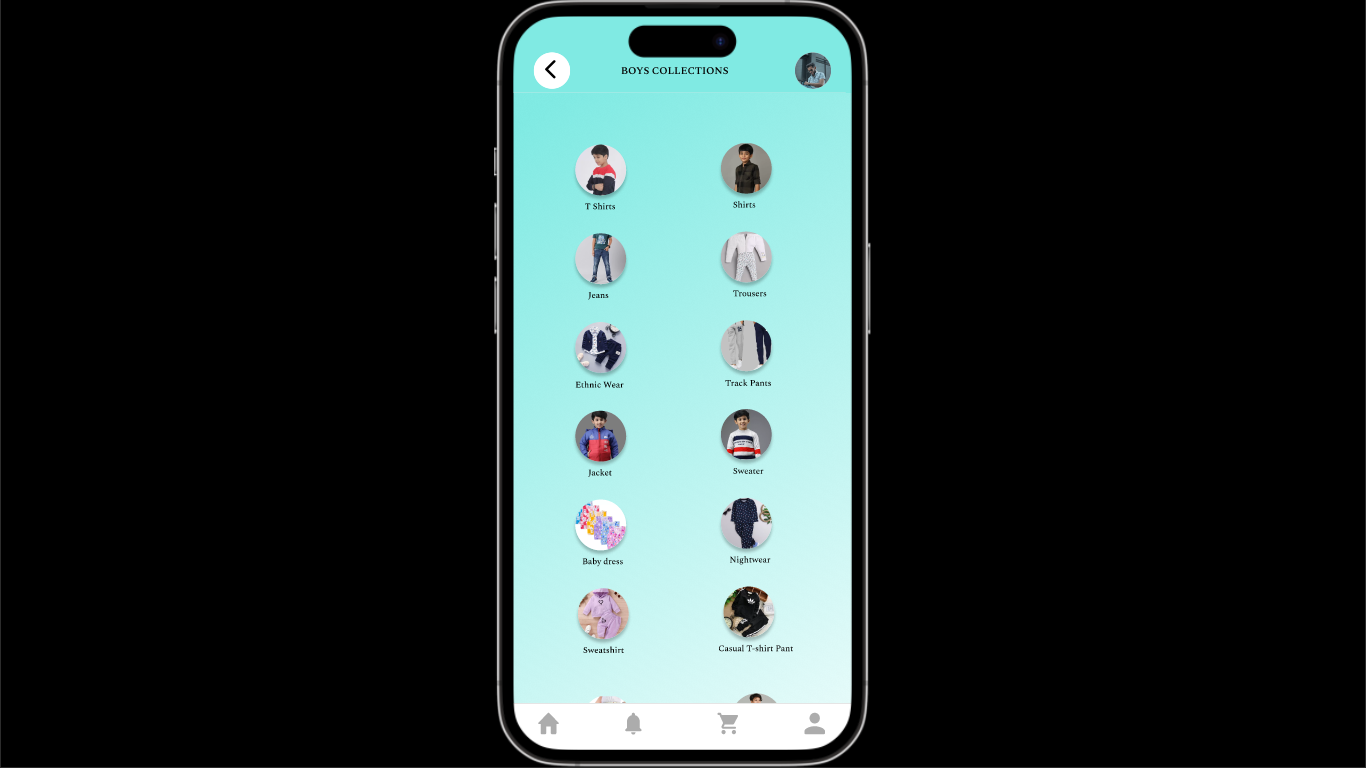 BOYS COLLECTIONS
T Shirts
Shirts
Jeans
Trousers
Ethnic Wear
Track Pants
Jacket
Sweater
Baby dress
Nightwear
Sweatshirt
Casual T-shirt Pant